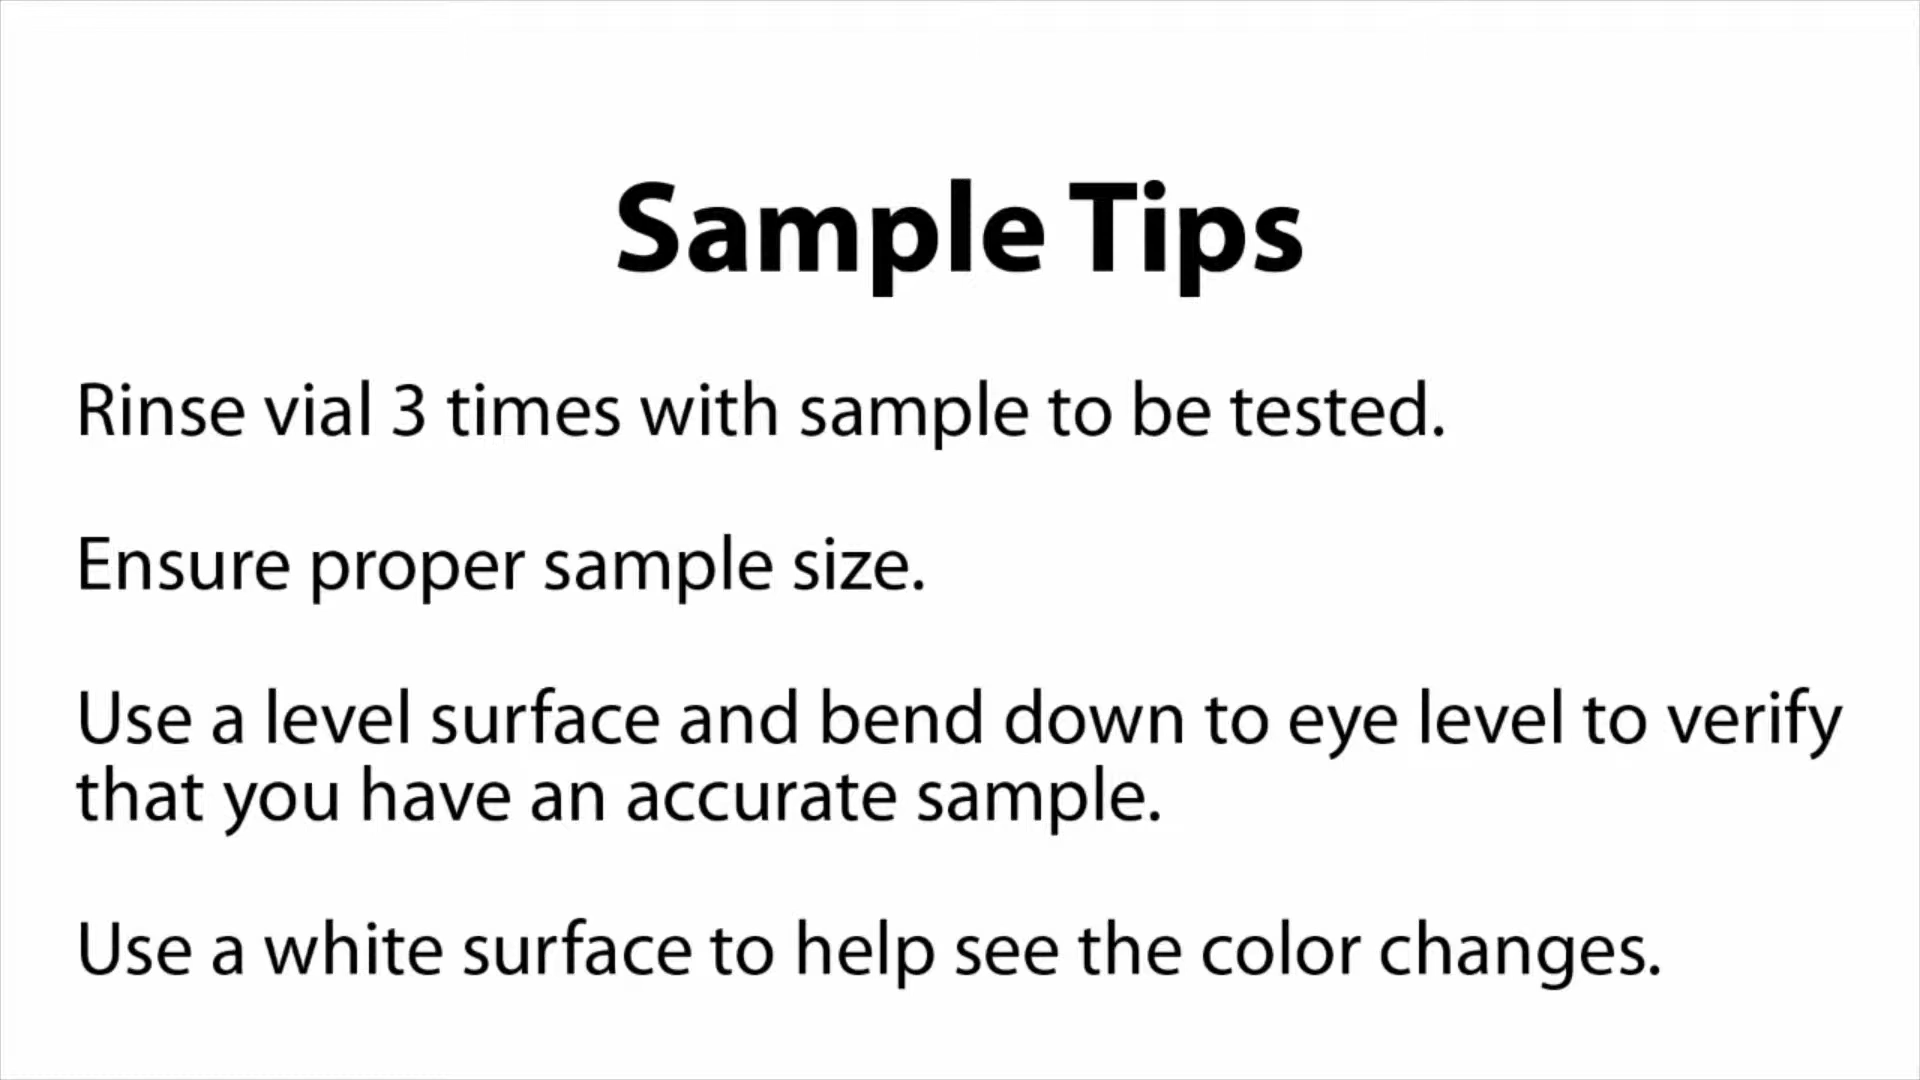 Sample Tips
Rinse vial 3 times with sample to be tested.
Ensure proper sample size.
Use a level surface and bend down to eye level to verify
that you have an accurate sample.
Use a white surface to help see the color changes.